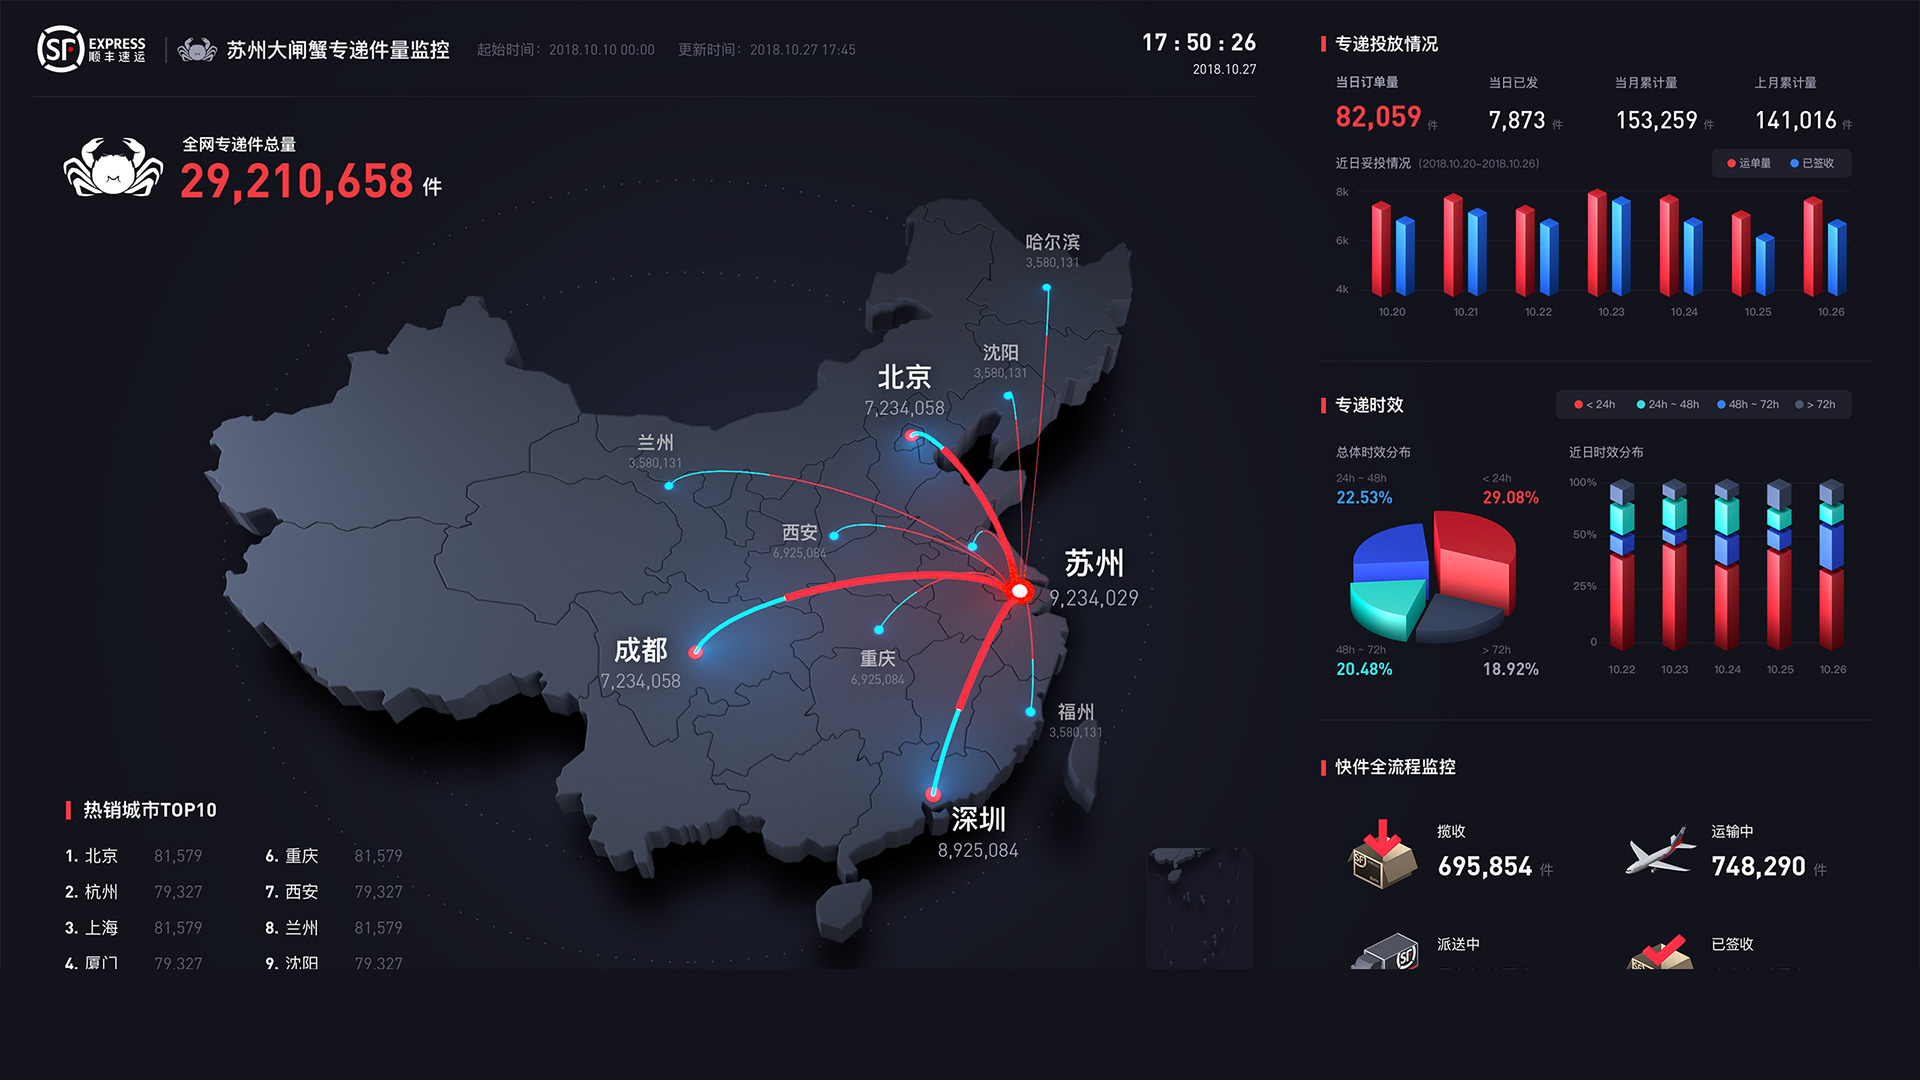 SF EXPRESS
顺丰速运
苏州大闸蟹专递件量监控
起始时间：2018.10.10 00:00 更新时间：2018.10.27 17:45
17 : 50 : 26
2018.10.27
全网专递件总量
29,210,658 件
哈尔滨
3,580,131
沈阳
3,580,131
北京
7,234,058
兰州
3,580,131
西安
6,925,084
苏州
9,234,029
成都
7,234,058
重庆
6,925,084
福州
3,580,131
深圳
8,925,084
热销城市TOP10
1. 北京 81,579
2. 杭州 79,327
3. 上海 81,579
4. 厦门 79,327
6. 重庆 81,579
7. 西安 79,327
8. 兰州 81,579
9. 沈阳 79,327
专递投放情况
当日订单量 当日已发 当月累计量 上月累计量
82,059 件 7,873 件 153,259 件 141,016 件
近日妥投情况 (2018.10.20–2018.10.26) 运单量 已签收
8k
6k
4k
10.20 10.21 10.22 10.23 10.24 10.25 10.26
专递时效
< 24h 24h ~ 48h 48h ~ 72h > 72h
总体时效分布
24h ~ 48h
22.53%
< 24h
29.08%
48h ~ 72h
20.48%
> 72h
18.92%
近日时效分布
100%
50%
25%
0
10.22 10.23 10.24 10.25 10.26
快件全流程监控
揽收
695,854 件
运输中
748,290 件
SF
派送中
SF
已签收
SF